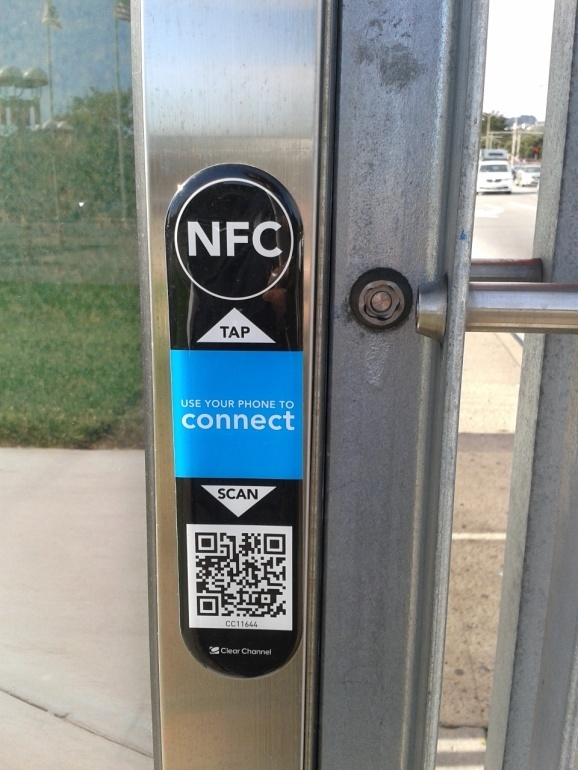 NFC
TAP
USE YOUR PHONE TO
connect
SCAN
CC11644
Clear Channel